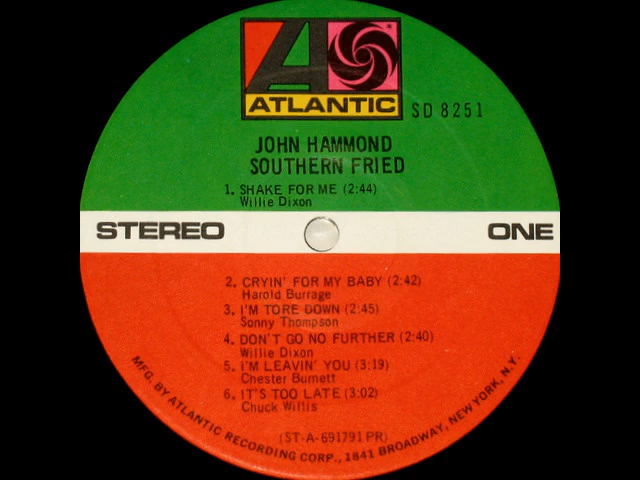 ATLANTIC
SD 8251
JOHN HAMMOND
SOUTHERN FRIED
1. SHAKE FOR ME (2:44)
Willie Dixon
STEREO ONE
2. CRYIN' FOR MY BABY (2:42)
Harold Burrage
3. I'M TORE DOWN (2:45)
Sonny Thompson
4. DON'T GO NO FURTHER (2:40)
Willie Dixon
5. I'M LEAVIN' YOU (3:19)
Chester Burnett
6. IT'S TOO LATE (3:02)
Chuck Willis
(ST-A-691791 PR)
MFG. BY ATLANTIC RECORDING CORP., 1841 BROADWAY, NEW YORK, N.Y.